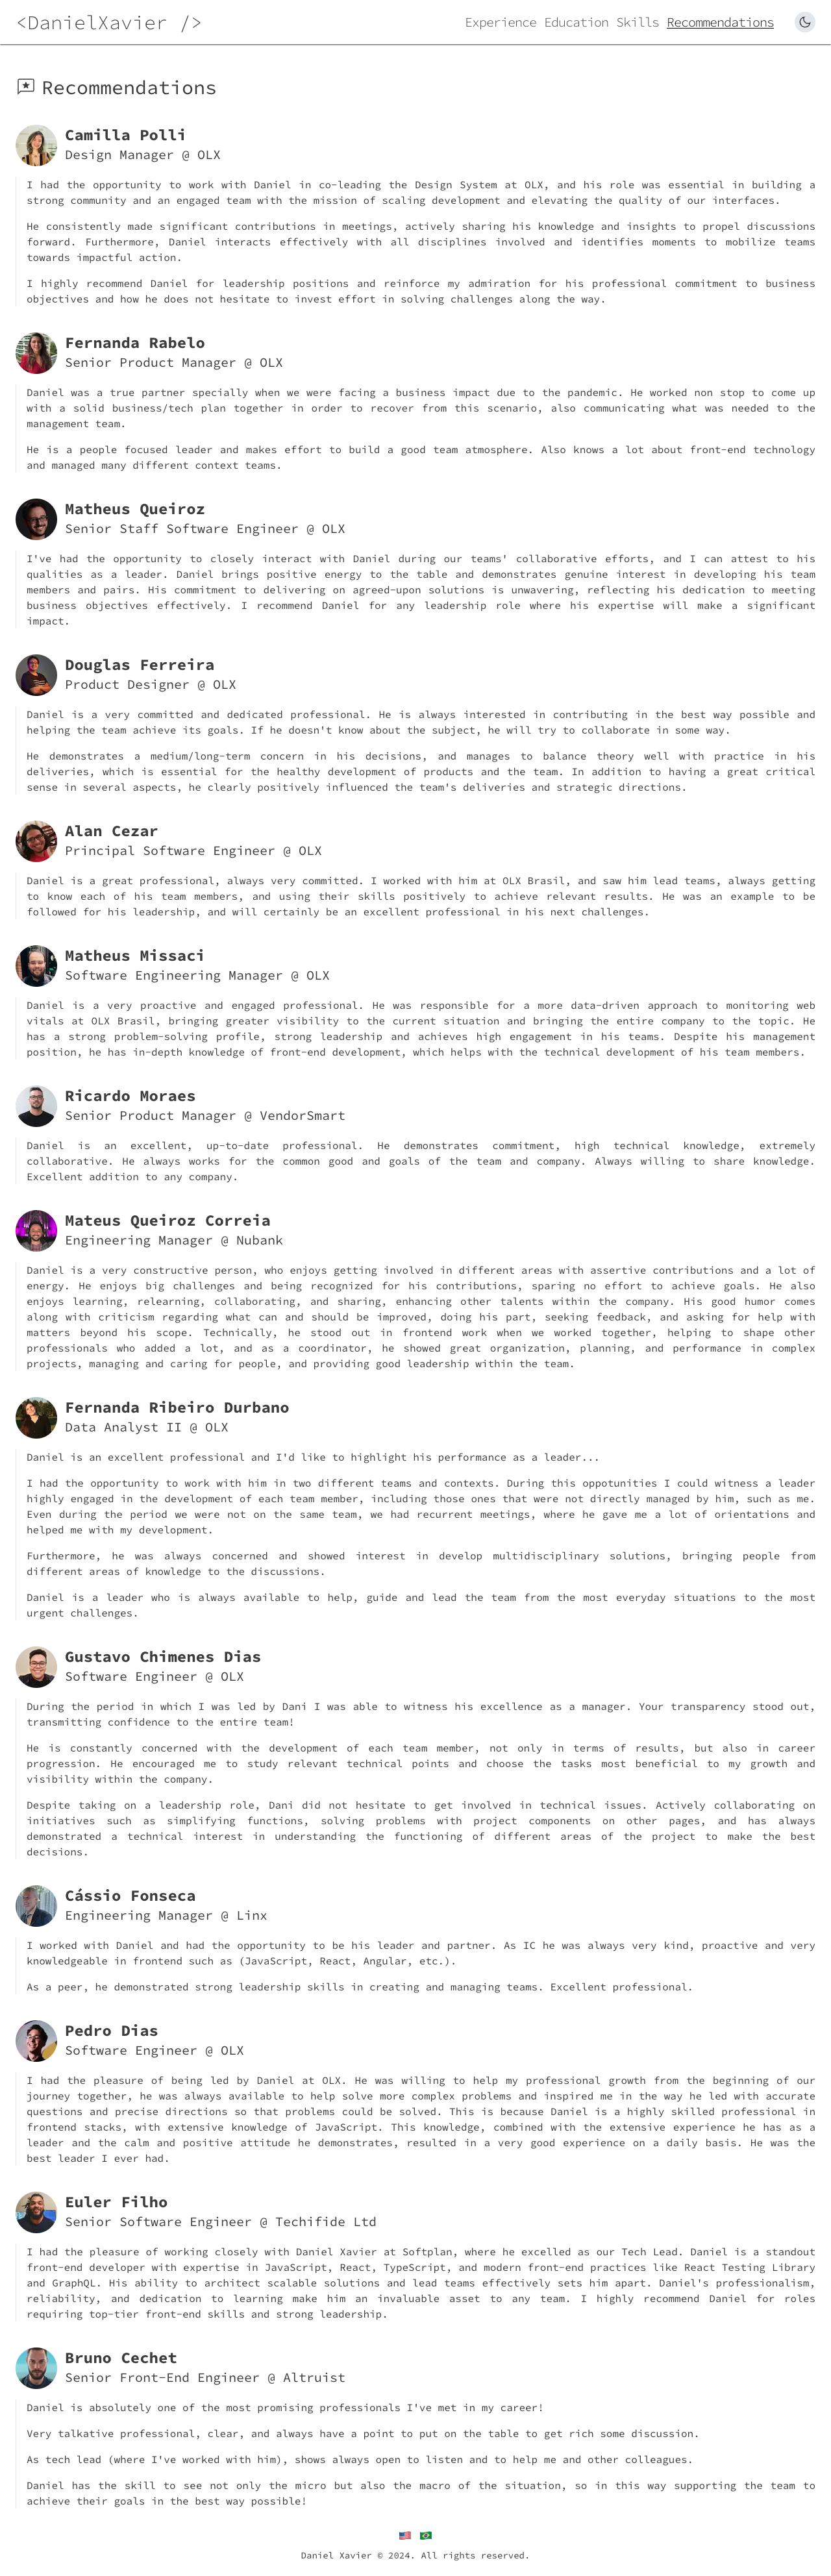 <DanielXavier />
Experience Education Skills Recommendations
Recommendations
Camilla Polli
Design Manager @ OLX
I had the opportunity to work with Daniel in co-leading the Design System at OLX, and his role was essential in building a
strong community and an engaged team with the mission of scaling development and elevating the quality of our interfaces.
He consistently made significant contributions in meetings, actively sharing his knowledge and insights to propel discussions
forward. Furthermore, Daniel interacts effectively with all disciplines involved and identifies moments to mobilize teams
towards impactful action.
I highly recommend Daniel for leadership positions and reinforce my admiration for his professional commitment to business
objectives and how he does not hesitate to invest effort in solving challenges along the way.
Fernanda Rabelo
Senior Product Manager @ OLX
Daniel was a true partner specially when we were facing a business impact due to the pandemic. He worked non stop to come up
with a solid business/tech plan together in order to recover from this scenario, also communicating what was needed to the
management team.
He is a people focused leader and makes effort to build a good team atmosphere. Also knows a lot about front-end technology
and managed many different context teams.
Matheus Queiroz
Senior Staff Software Engineer @ OLX
I've had the opportunity to closely interact with Daniel during our teams' collaborative efforts, and I can attest to his
qualities as a leader. Daniel brings positive energy to the table and demonstrates genuine interest in developing his team
members and pairs. His commitment to delivering on agreed-upon solutions is unwavering, reflecting his dedication to meeting
business objectives effectively. I recommend Daniel for any leadership role where his expertise will make a significant
impact.
Douglas Ferreira
Product Designer @ OLX
Daniel is a very committed and dedicated professional. He is always interested in contributing in the best way possible and
helping the team achieve its goals. If he doesn't know about the subject, he will try to collaborate in some way.
He demonstrates a medium/long-term concern in his decisions, and manages to balance theory well with practice in his
deliveries, which is essential for the healthy development of products and the team. In addition to having a great critical
sense in several aspects, he clearly positively influenced the team's deliveries and strategic directions.
Alan Cezar
Principal Software Engineer @ OLX
Daniel is a great professional, always very committed. I worked with him at OLX Brasil, and saw him lead teams, always getting
to know each of his team members, and using their skills positively to achieve relevant results. He was an example to be
followed for his leadership, and will certainly be an excellent professional in his next challenges.
Matheus Missaci
Software Engineering Manager @ OLX
Daniel is a very proactive and engaged professional. He was responsible for a more data-driven approach to monitoring web
vitals at OLX Brasil, bringing greater visibility to the current situation and bringing the entire company to the topic. He
has a strong problem-solving profile, strong leadership and achieves high engagement in his teams. Despite his management
position, he has in-depth knowledge of front-end development, which helps with the technical development of his team members.
Ricardo Moraes
Senior Product Manager @ VendorSmart
Daniel is an excellent, up-to-date professional. He demonstrates commitment, high technical knowledge, extremely
collaborative. He always works for the common good and goals of the team and company. Always willing to share knowledge.
Excellent addition to any company.
Mateus Queiroz Correia
Engineering Manager @ Nubank
Daniel is a very constructive person, who enjoys getting involved in different areas with assertive contributions and a lot of
energy. He enjoys big challenges and being recognized for his contributions, sparing no effort to achieve goals. He also
enjoys learning, relearning, collaborating, and sharing, enhancing other talents within the company. His good humor comes
along with criticism regarding what can and should be improved, doing his part, seeking feedback, and asking for help with
matters beyond his scope. Technically, he stood out in frontend work when we worked together, helping to shape other
professionals who added a lot, and as a coordinator, he showed great organization, planning, and performance in complex
projects, managing and caring for people, and providing good leadership within the team.
Fernanda Ribeiro Durbano
Data Analyst II @ OLX
Daniel is an excellent professional and I'd like to highlight his performance as a leader...
I had the opportunity to work with him in two different teams and contexts. During this oppotunities I could witness a leader
highly engaged in the development of each team member, including those ones that were not directly managed by him, such as me.
Even during the period we were not on the same team, we had recurrent meetings, where he gave me a lot of orientations and
helped me with my development.
Furthermore, he was always concerned and showed interest in develop multidisciplinary solutions, bringing people from
different areas of knowledge to the discussions.
Daniel is a leader who is always available to help, guide and lead the team from the most everyday situations to the most
urgent challenges.
Gustavo Chimenes Dias
Software Engineer @ OLX
During the period in which I was led by Dani I was able to witness his excellence as a manager. Your transparency stood out,
transmitting confidence to the entire team!
He is constantly concerned with the development of each team member, not only in terms of results, but also in career
progression. He encouraged me to study relevant technical points and choose the tasks most beneficial to my growth and
visibility within the company.
Despite taking on a leadership role, Dani did not hesitate to get involved in technical issues. Actively collaborating on
initiatives such as simplifying functions, solving problems with project components on other pages, and has always
demonstrated a technical interest in understanding the functioning of different areas of the project to make the best
decisions.
Cássio Fonseca
Engineering Manager @ Linx
I worked with Daniel and had the opportunity to be his leader and partner. As IC he was always very kind, proactive and very
knowledgeable in frontend such as (JavaScript, React, Angular, etc.).
As a peer, he demonstrated strong leadership skills in creating and managing teams. Excellent professional.
Pedro Dias
Software Engineer @ OLX
I had the pleasure of being led by Daniel at OLX. He was willing to help my professional growth from the beginning of our
journey together, he was always available to help solve more complex problems and inspired me in the way he led with accurate
questions and precise directions so that problems could be solved. This is because Daniel is a highly skilled professional in
frontend stacks, with extensive knowledge of JavaScript. This knowledge, combined with the extensive experience he has as a
leader and the calm and positive attitude he demonstrates, resulted in a very good experience on a daily basis. He was the
best leader I ever had.
Euler Filho
Senior Software Engineer @ Techifide Ltd
I had the pleasure of working closely with Daniel Xavier at Softplan, where he excelled as our Tech Lead. Daniel is a standout
front-end developer with expertise in JavaScript, React, TypeScript, and modern front-end practices like React Testing Library
and GraphQL. His ability to architect scalable solutions and lead teams effectively sets him apart. Daniel's professionalism,
reliability, and dedication to learning make him an invaluable asset to any team. I highly recommend Daniel for roles
requiring top-tier front-end skills and strong leadership.
Bruno Cechet
Senior Front-End Engineer @ Altruist
Daniel is absolutely one of the most promising professionals I've met in my career!
Very talkative professional, clear, and always have a point to put on the table to get rich some discussion.
As tech lead (where I've worked with him), shows always open to listen and to help me and other colleagues.
Daniel has the skill to see not only the micro but also the macro of the situation, so in this way supporting the team to
achieve their goals in the best way possible!
Daniel Xavier © 2024. All rights reserved.